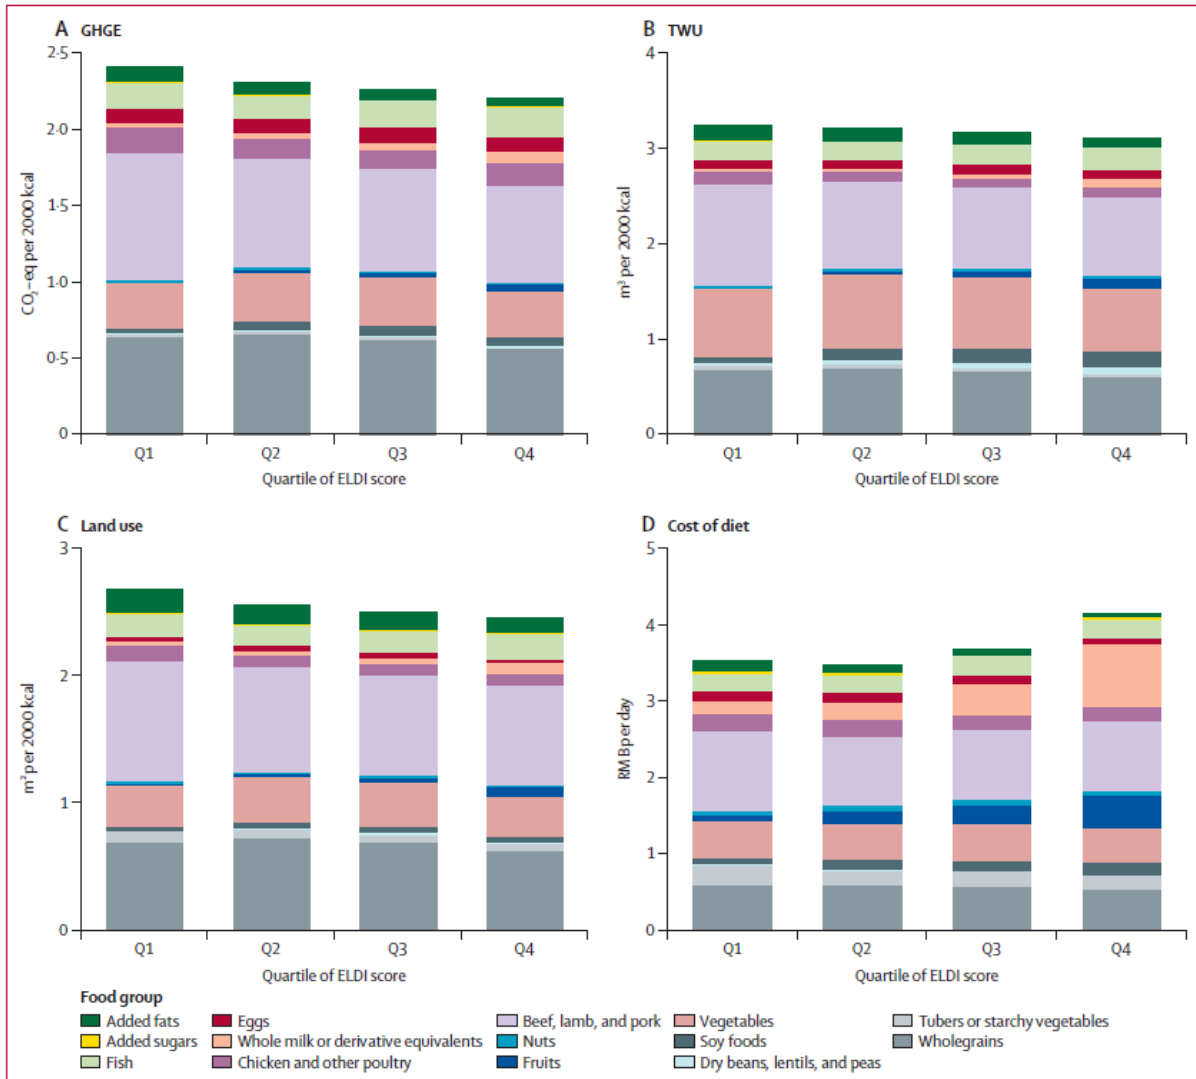 A GHGE
2·5
2·0
1·5
1·0
0·5
0
CO₂–eq per 2000 kcal
Q1 Q2 Q3 Q4
Quartile of ELDI score
B TWU
4
3
2
1
0
m³ per 2000 kcal
Q1 Q2 Q3 Q4
Quartile of ELDI score
C Land use
3
2
1
0
m² per 2000 kcal
Q1 Q2 Q3 Q4
Quartile of ELDI score
D Cost of diet
5
4
3
2
1
0
RM B per day
Q1 Q2 Q3 Q4
Quartile of ELDI score
Food group
Added fats Eggs Beef, lamb, and pork Vegetables Tubers or starchy vegetables
Added sugars Whole milk or derivative equivalents Nuts Soy foods Wholegrains
Fish Chicken and other poultry Fruits Dry beans, lentils, and peas